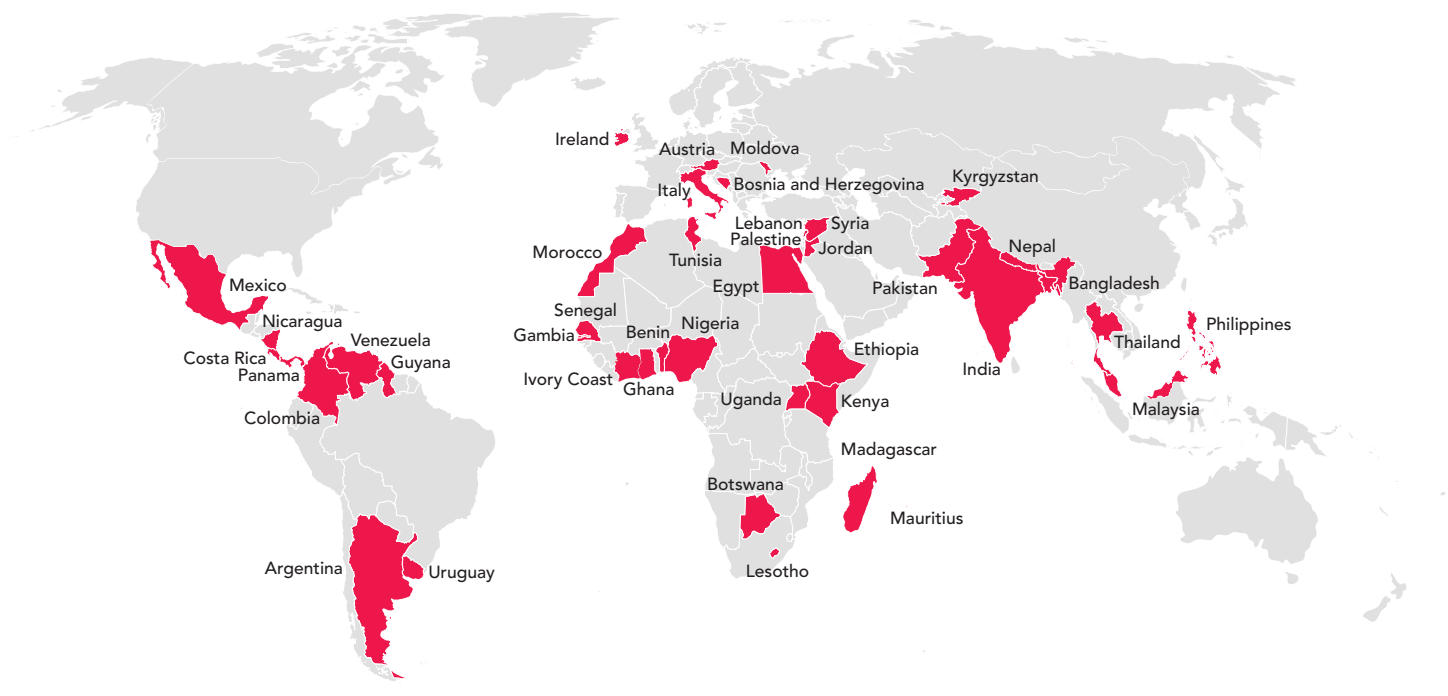 Ireland
Austria
Moldova
Italy
Bosnia and Herzegovina
Kyrgyzstan
Lebanon
Syria
Palestine
Jordan
Morocco
Tunisia
Egypt
Nepal
Pakistan
Bangladesh
Mexico
Nicaragua
Senegal
Gambia
Benin
Nigeria
Philippines
Venezuela
Costa Rica
Guyana
Panama
Thailand
Ethiopia
India
Ivory Coast
Ghana
Uganda
Kenya
Malaysia
Colombia
Madagascar
Botswana
Mauritius
Argentina
Uruguay
Lesotho